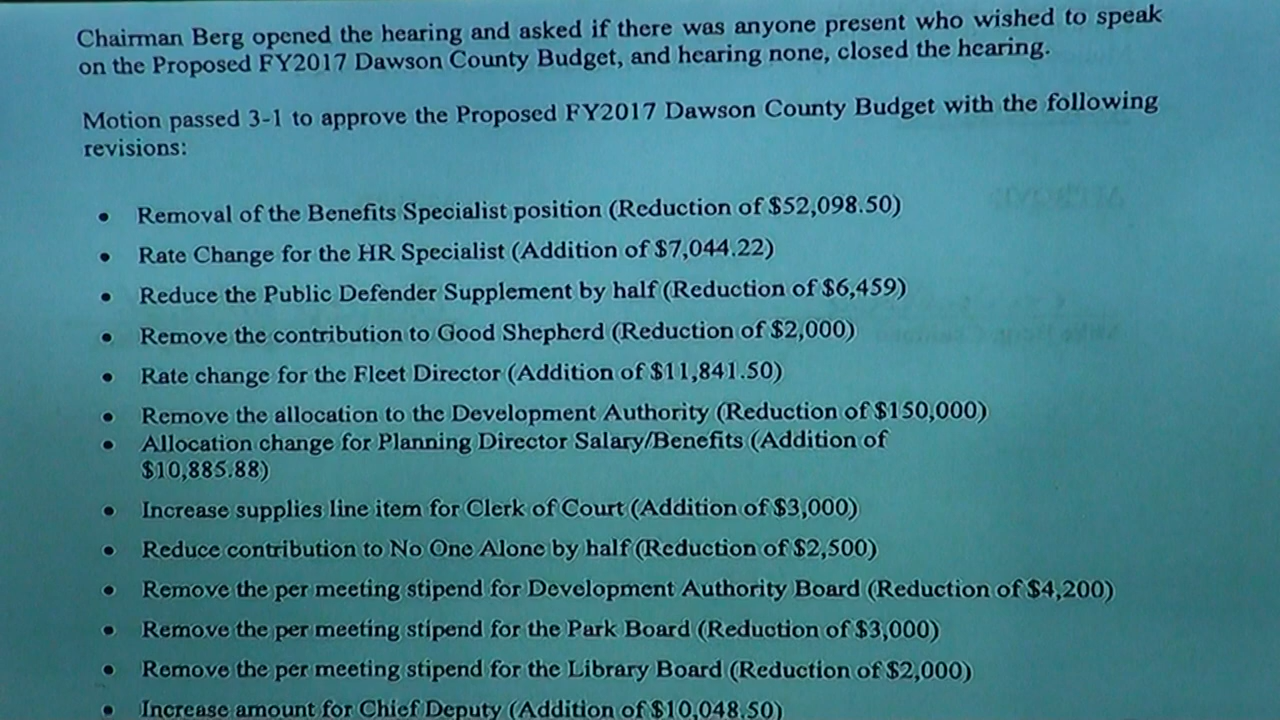 Chairman Berg opened the hearing and asked if there was anyone present who wished to speak
on the Proposed FY2017 Dawson County Budget, and hearing none, closed the hearing.
Motion passed 3-1 to approve the Proposed FY2017 Dawson County Budget with the following
revisions:
• Removal of the Benefits Specialist position (Reduction of $52,098.50)
• Rate Change for the HR Specialist (Addition of $7,044.22)
• Reduce the Public Defender Supplement by half (Reduction of $6,459)
• Remove the contribution to Good Shepherd (Reduction of $2,000)
• Rate change for the Fleet Director (Addition of $11,841.50)
• Remove the allocation to the Development Authority (Reduction of $150,000)
• Allocation change for Planning Director Salary/Benefits (Addition of
$10,885.88)
• Increase supplies line item for Clerk of Court (Addition of $3,000)
• Reduce contribution to No One Alone by half (Reduction of $2,500)
• Remove the per meeting stipend for Development Authority Board (Reduction of $4,200)
• Remove the per meeting stipend for the Park Board (Reduction of $3,000)
• Remove the per meeting stipend for the Library Board (Reduction of $2,000)
• Increase amount for Chief Deputy (Addition of $10,048.50)